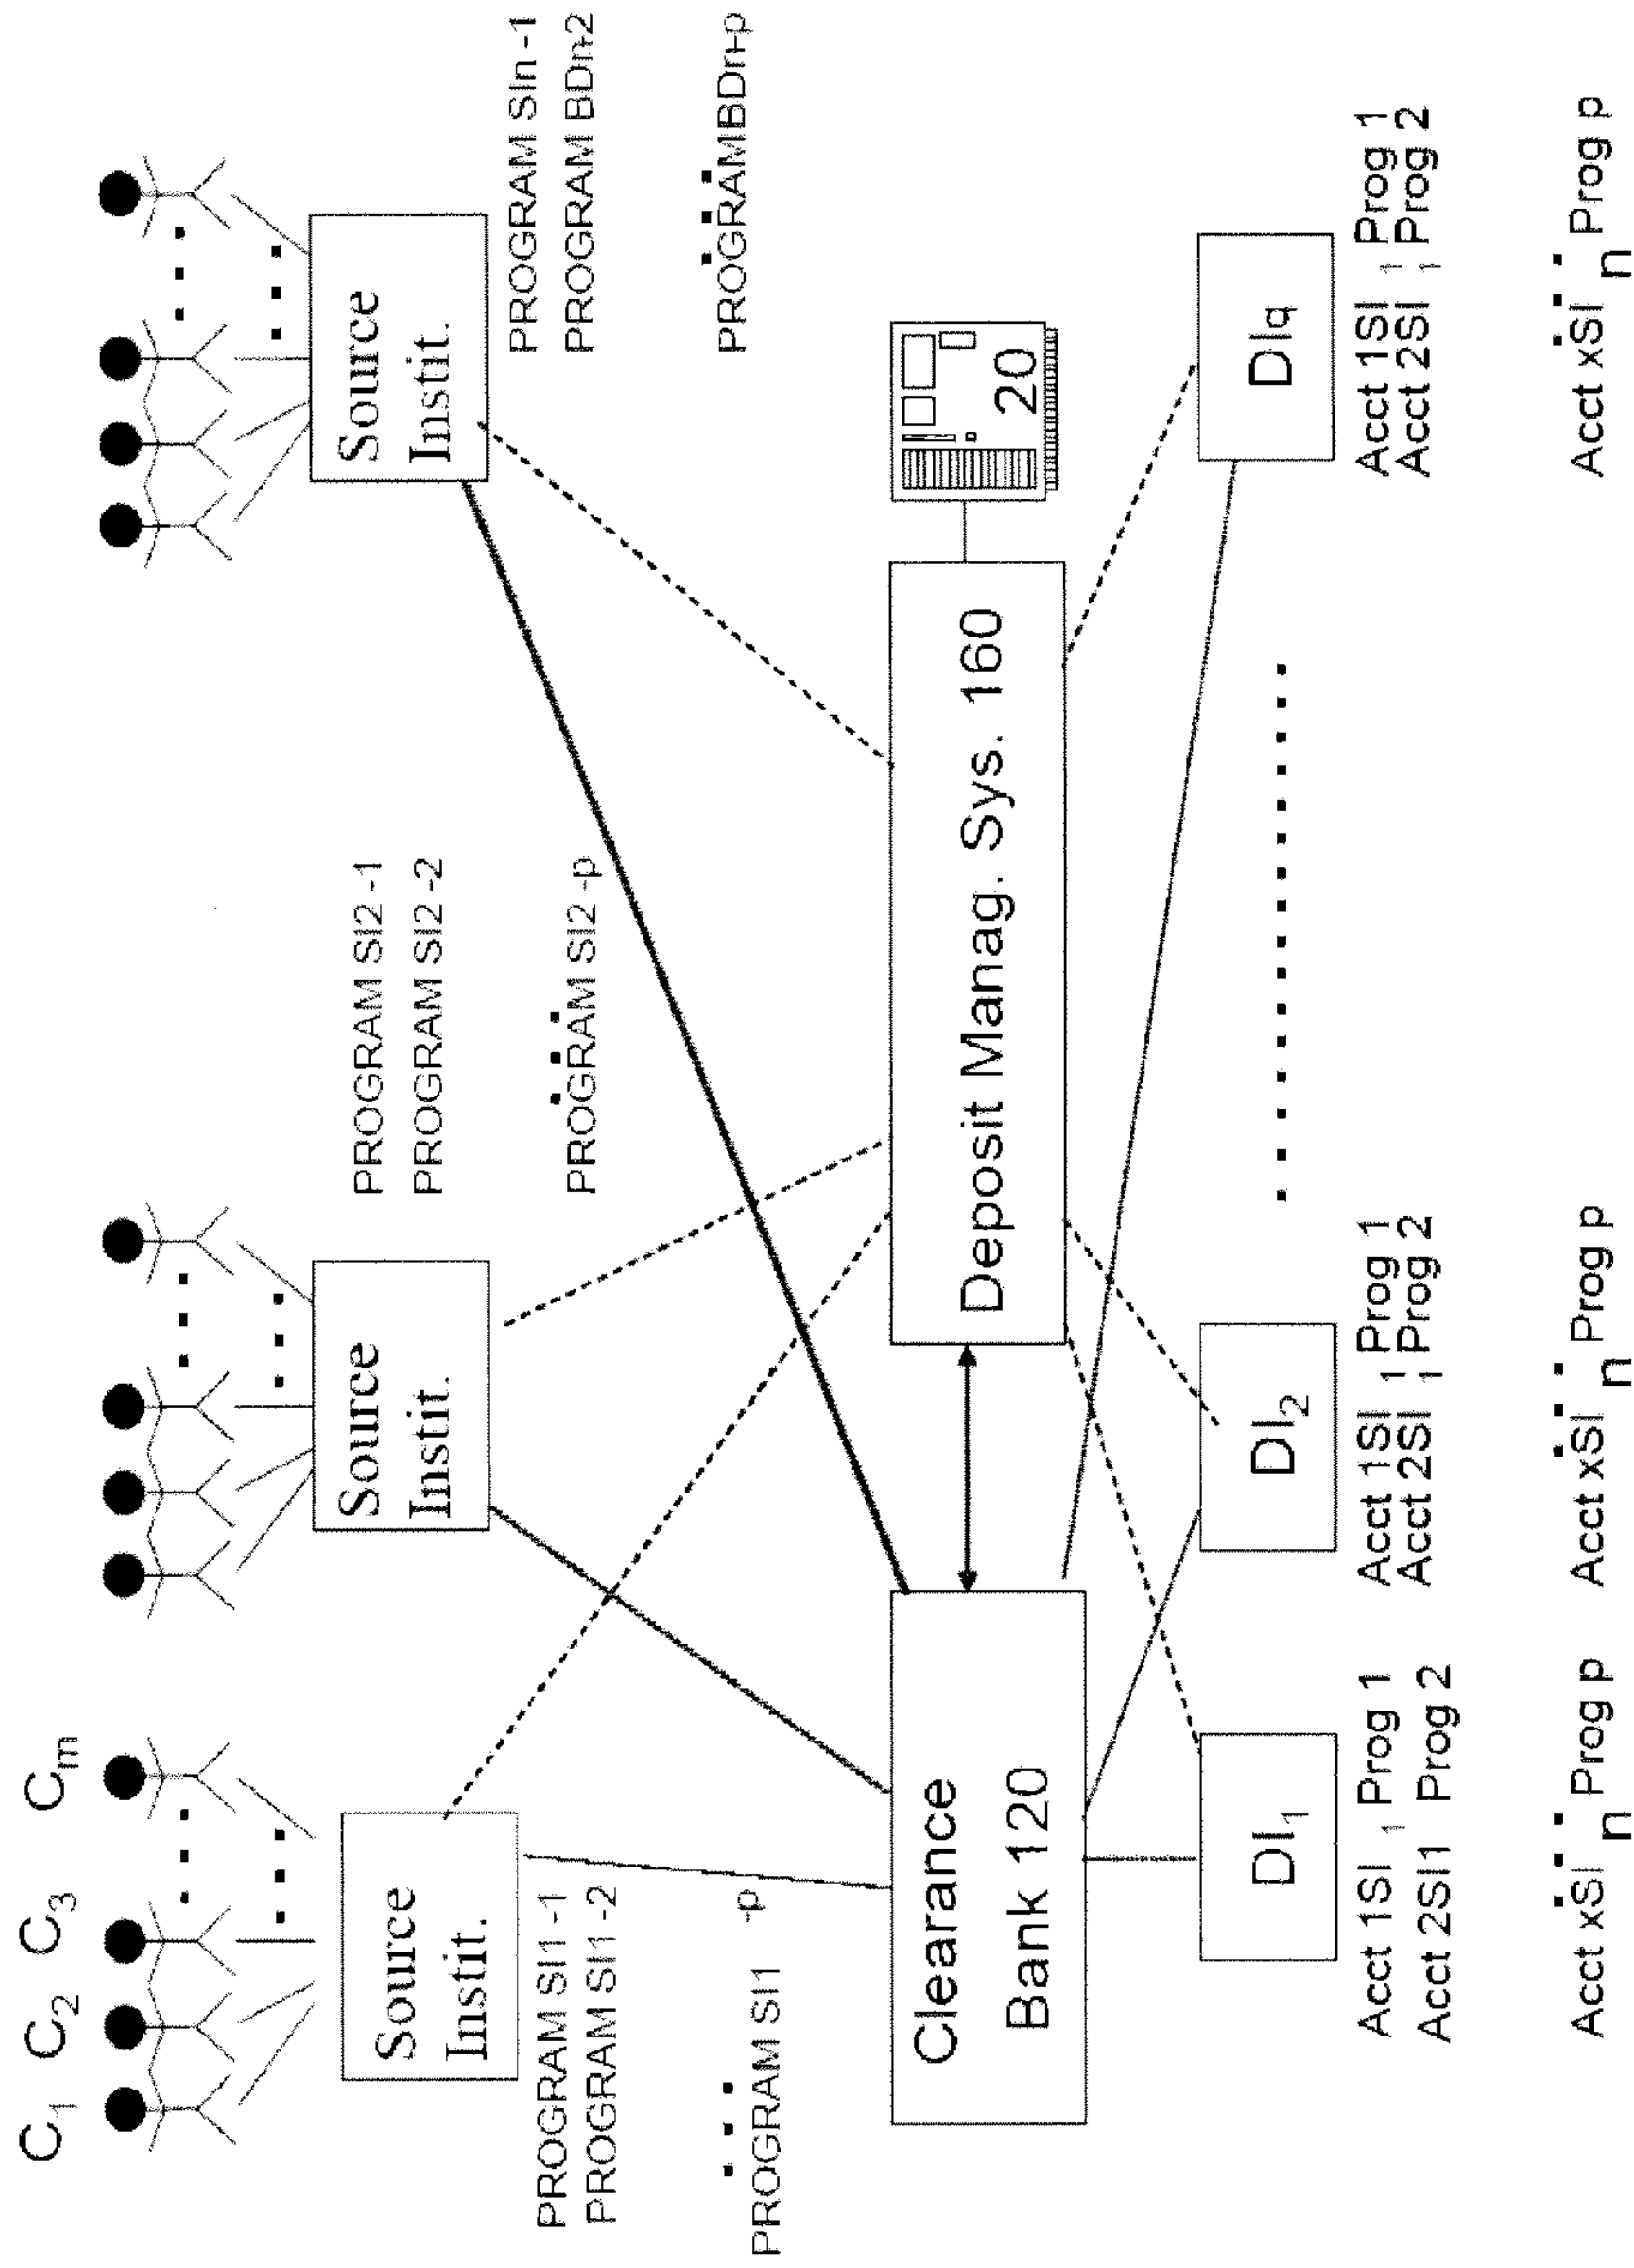 C1 C2 C3 Cm
Source
Instit.
PROGRAM SI1 -1
PROGRAM SI1 -2
PROGRAM SI1 -p
Source
Instit.
PROGRAM SI2 -1
PROGRAM SI2 -2
PROGRAM SI2 -p
Source
Instit.
PROGRAM SIn -1
PROGRAM BDn-2
PROGRAMBDn-p
Clearance
Bank 120
Deposit Manag. Sys. 160
20
DI1
Acct 1SI 1 Prog 1
Acct 2SI1 Prog 2
Acct xSI n Prog p
DI2
Acct 1SI 1 Prog 1
Acct 2SI 1 Prog 2
Acct xSI n Prog p
DIq
Acct 1SI 1 Prog 1
Acct 2SI 1 Prog 2
Acct xSI n Prog p